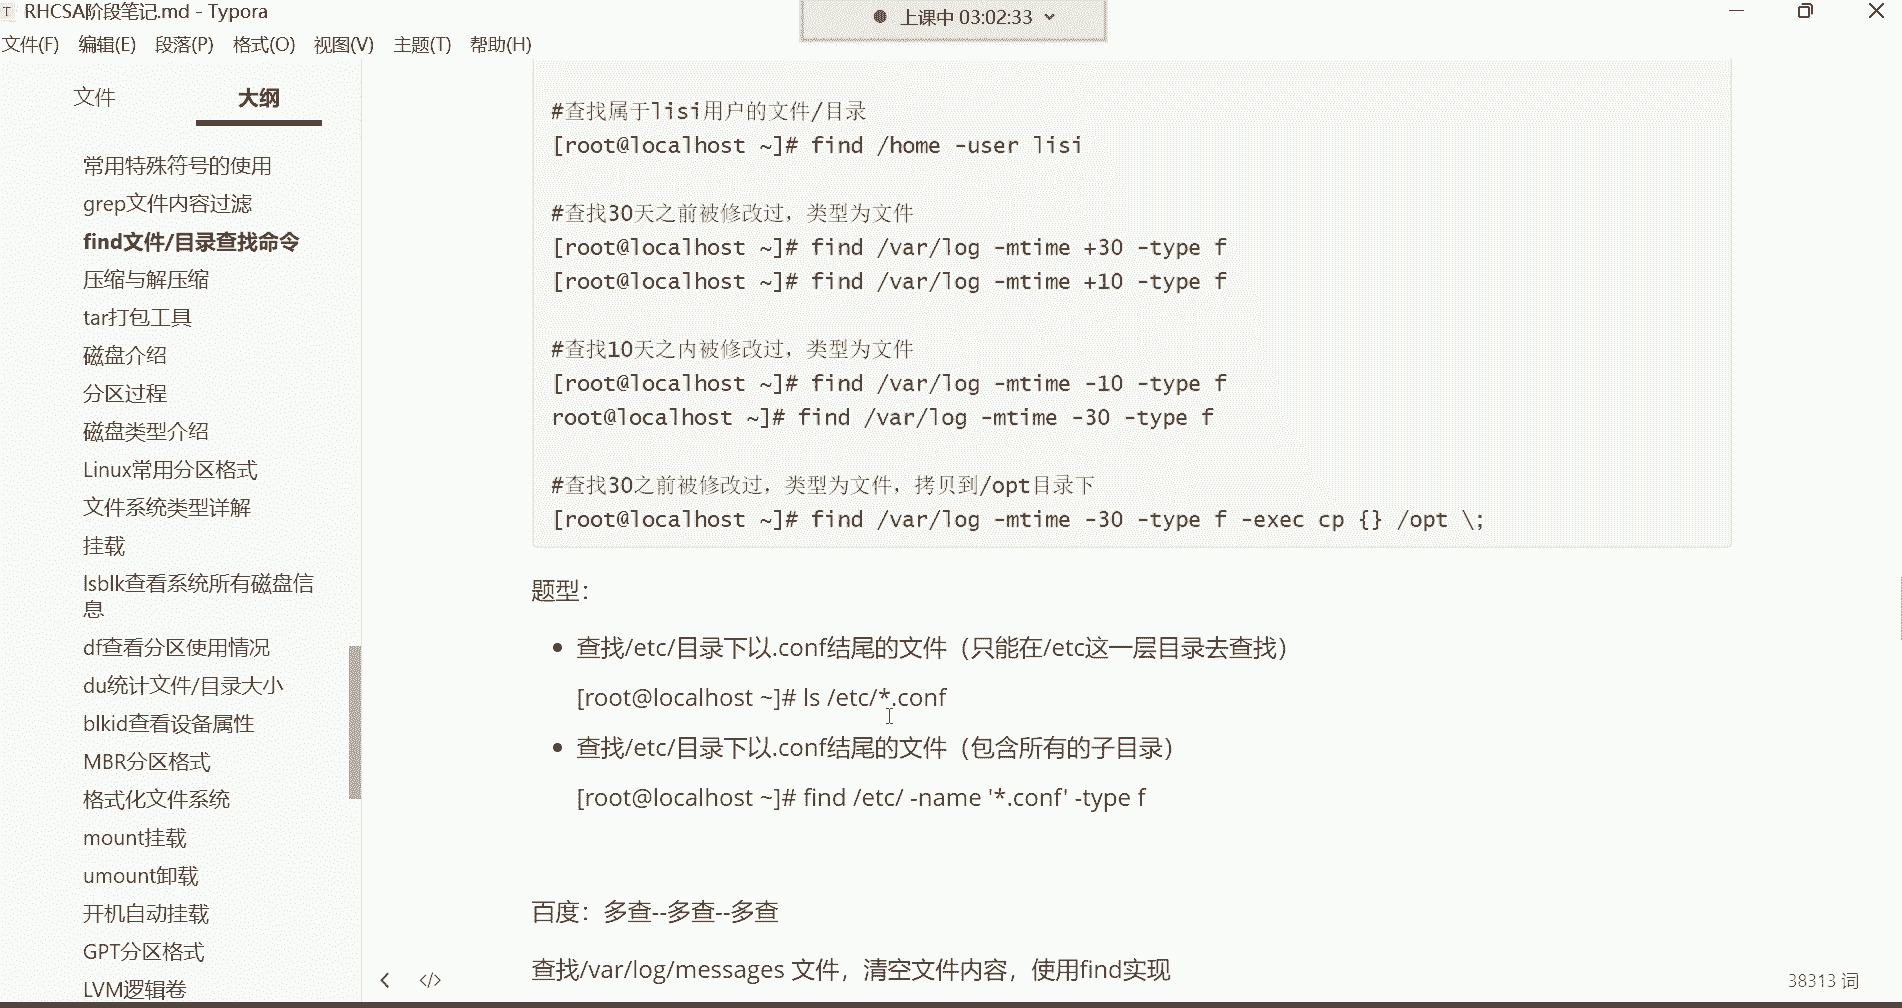 RHCSA阶段笔记.md - Typora
上课中 03:02:33
文件(F) 编辑(E) 段落(P) 格式(O) 视图(V) 主题(T) 帮助(H)
文件 大纲
常用特殊符号的使用
grep文件内容过滤
find文件/目录查找命令
压缩与解压缩
tar打包工具
磁盘介绍
分区过程
磁盘类型介绍
Linux常用分区格式
文件系统类型详解
挂载
lsblk查看系统所有磁盘信
息
df查看分区使用情况
du统计文件/目录大小
blkid查看设备属性
MBR分区格式
格式化文件系统
mount挂载
umount卸载
开机自动挂载
GPT分区格式
LVM逻辑卷
#查找属于lisi用户的文件/目录
[root@localhost ~]# find /home -user lisi
#查找30天之前被修改过，类型为文件
[root@localhost ~]# find /var/log -mtime +30 -type f
[root@localhost ~]# find /var/log -mtime +10 -type f
#查找10天之内被修改过，类型为文件
[root@localhost ~]# find /var/log -mtime -10 -type f
root@localhost ~]# find /var/log -mtime -30 -type f
#查找30之前被修改过，类型为文件，拷贝到/opt目录下
[root@localhost ~]# find /var/log -mtime -30 -type f -exec cp {} /opt \;
题型：
• 查找/etc/目录下以.conf结尾的文件（只能在/etc这一层目录去查找）
[root@localhost ~]# ls /etc/*.conf
• 查找/etc/目录下以.conf结尾的文件（包含所有的子目录）
[root@localhost ~]# find /etc/ -name '*.conf' -type f
百度：多查--多查--多查
查找/var/log/messages 文件，清空文件内容，使用find实现
38313 词